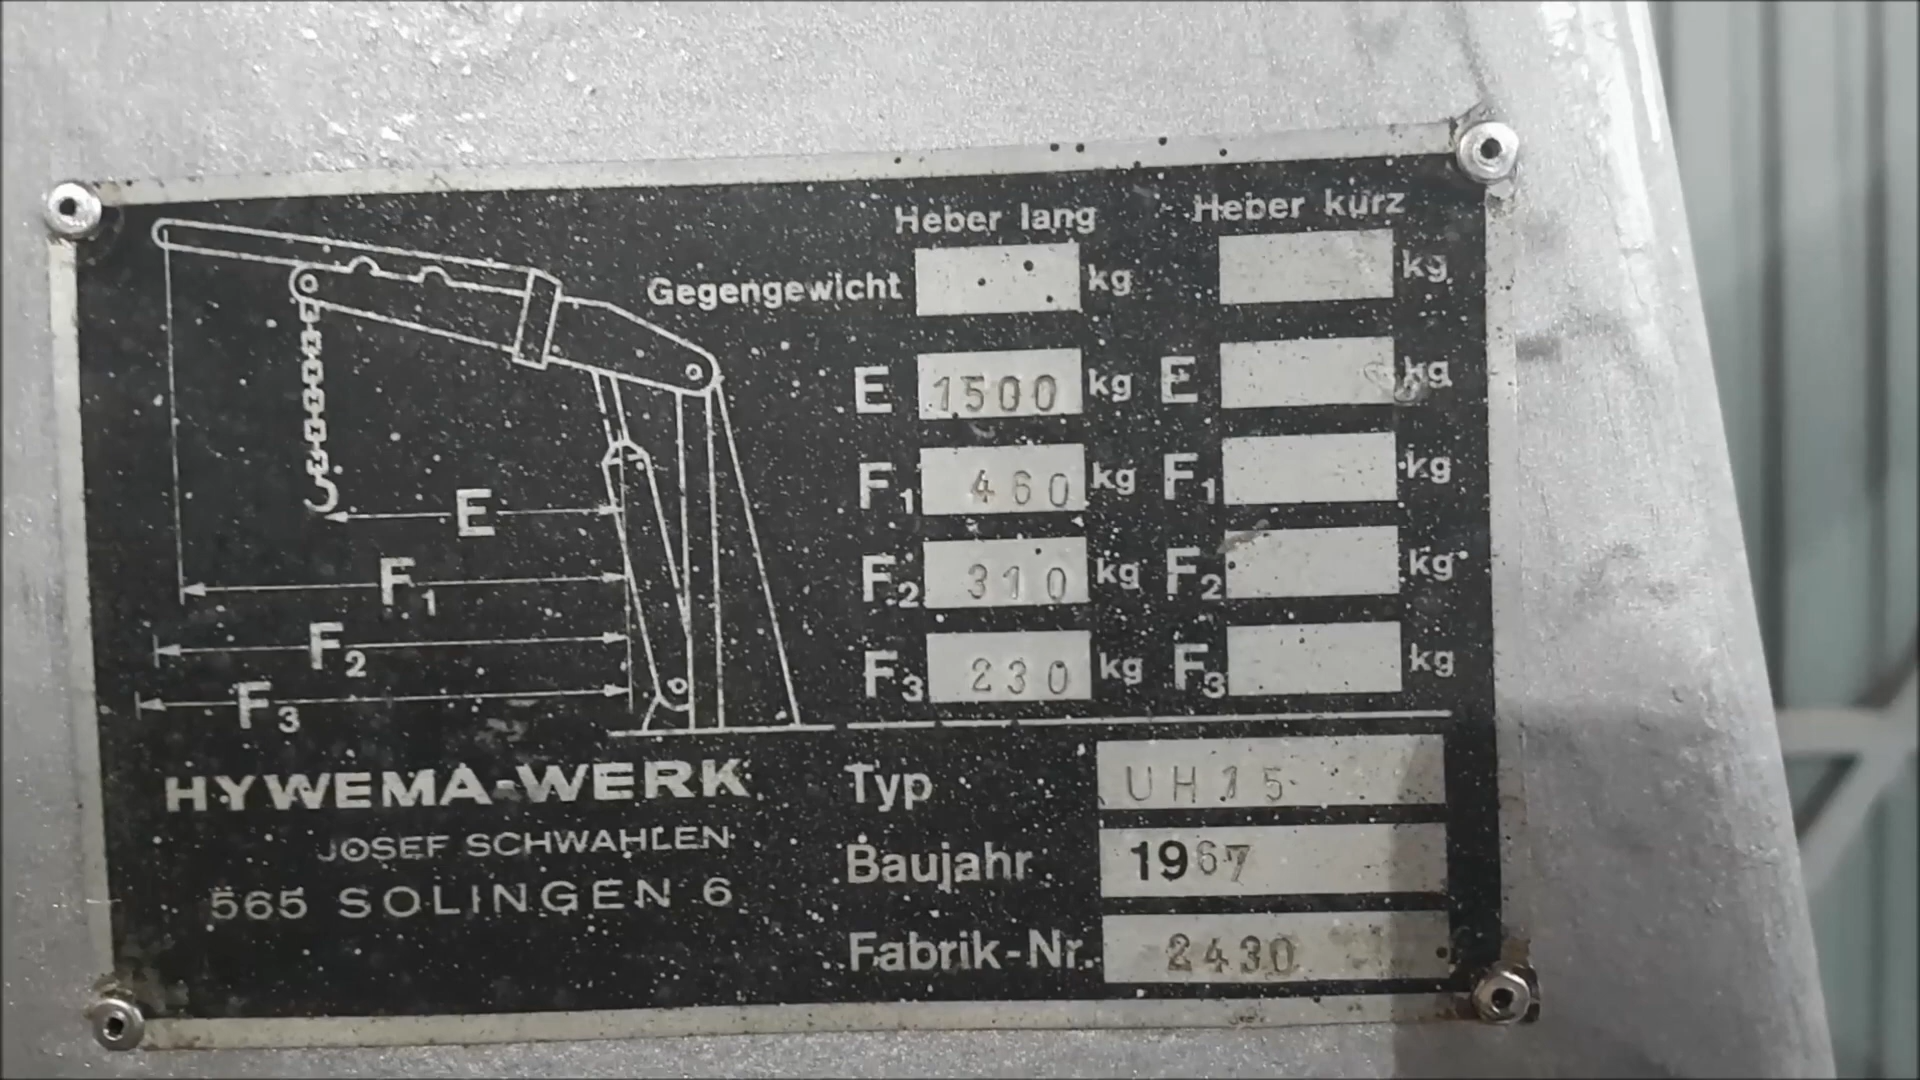 Heber lang Heber kurz
Gegengewicht kg kg
E 1500 kg E kg
F1 460 kg F1 kg
F2 310 kg F2 kg
F3 230 kg F3 kg
E
F1
F2
F3
HYWEMA-WERK
JOSEF SCHWAHLEN
565 SOLINGEN 6
Typ UH15
Baujahr 1967
Fabrik-Nr. 2430